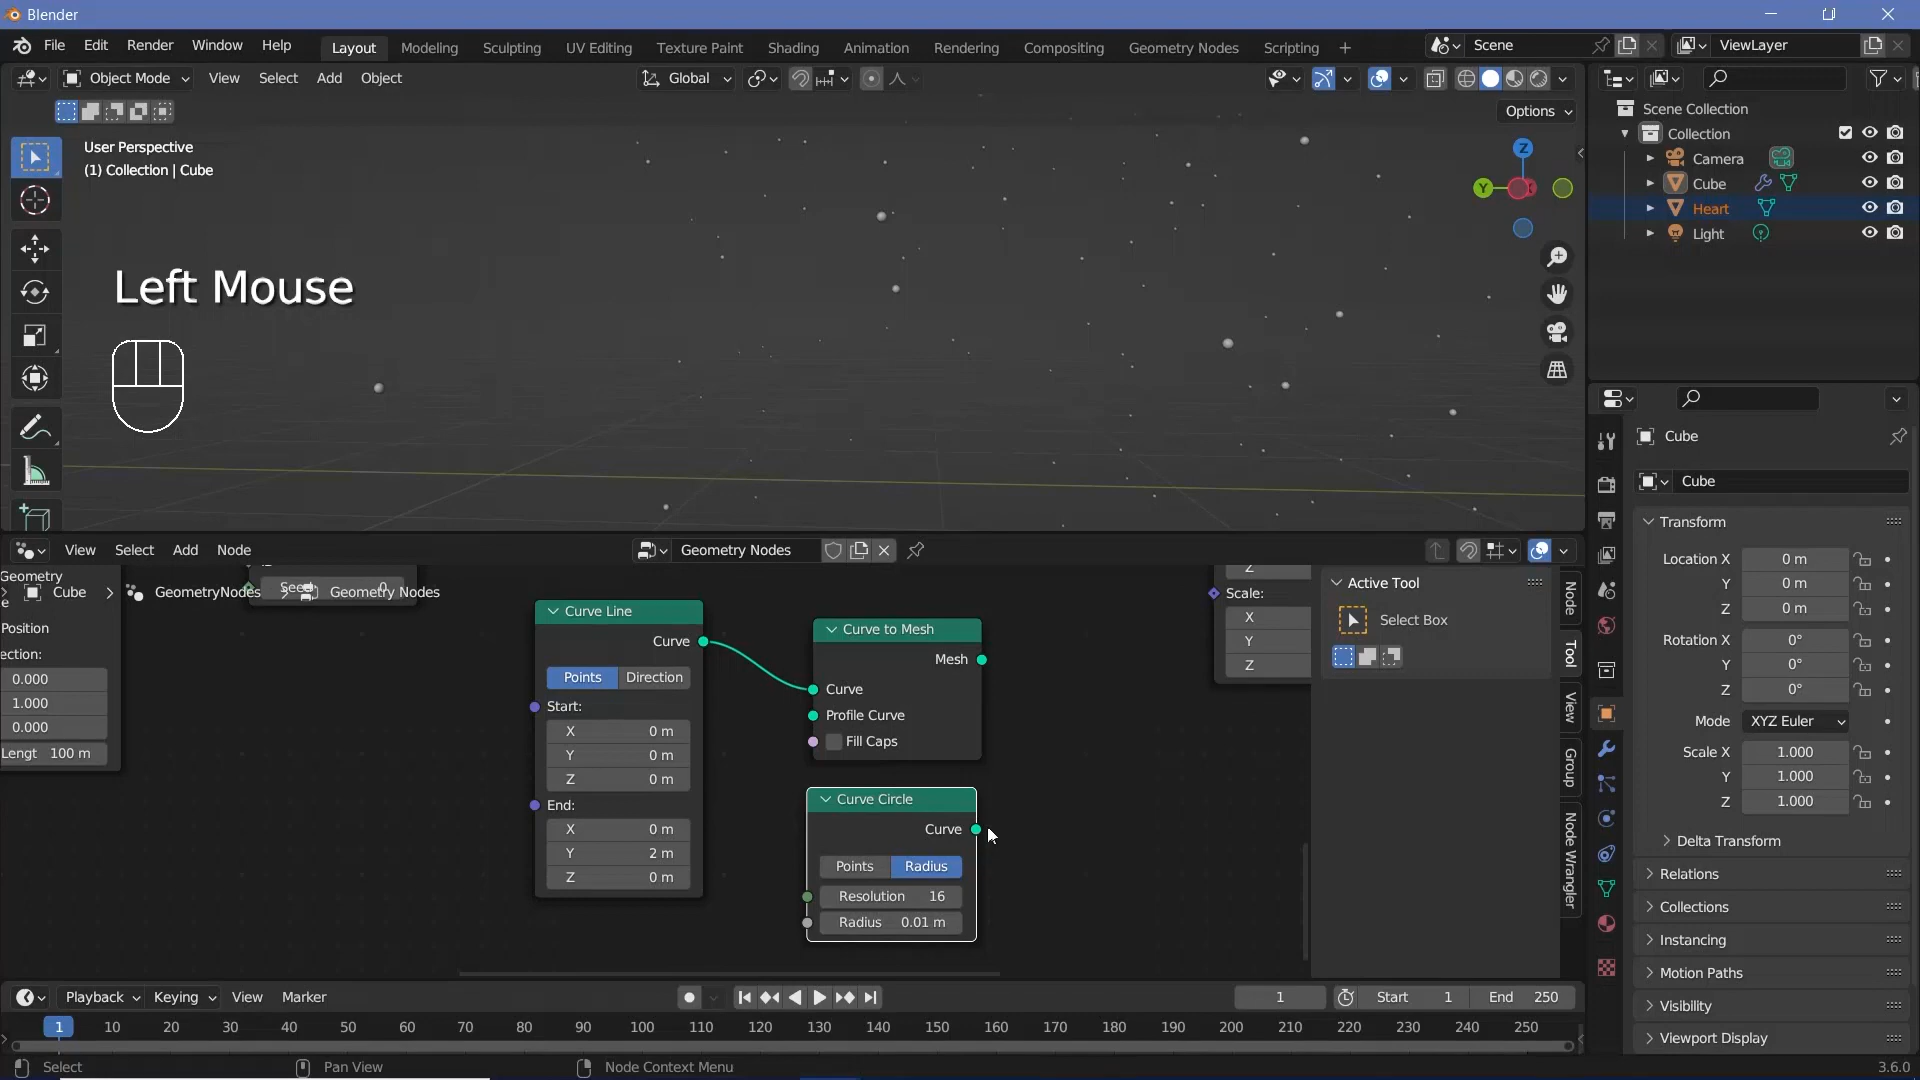 Blender
File Edit Render Window Help Layout Modeling Sculpting UV Editing Texture Paint Shading Animation Rendering Compositing Geometry Nodes Scripting + Scene ViewLayer
Object Mode View Select Add Object Global
Options
User Perspective
(1) Collection | Cube
Z
Y
Left Mouse
Scene Collection
Collection
Camera
Cube
Heart
Light
Cube
Cube
Transform
Location X 0 m
Y 0 m
Z 0 m
Rotation X 0°
Y 0°
Z 0°
Mode XYZ Euler
Scale X 1.000
Y 1.000
Z 1.000
Delta Transform
Relations
Collections
Instancing
Motion Paths
Visibility
Viewport Display
View Select Add Node Geometry Nodes
Geometry
Cube > GeometryNodes > Geometry Nodes
Seed 0
Position
ection:
0.000
1.000
0.000
Lengt 100 m
Curve Line
Curve
Points Direction
Start:
X 0 m
Y 0 m
Z 0 m
End:
X 0 m
Y 2 m
Z 0 m
Curve to Mesh
Mesh
Curve
Profile Curve
Fill Caps
Curve Circle
Curve
Points Radius
Resolution 16
Radius 0.01 m
Z
Scale:
X
Y
Z
Active Tool
Select Box
Node
Tool
View
Group
Node Wrangler
Playback Keying View Marker 1 Start 1 End 250
1 10 20 30 40 50 60 70 80 90 100 110 120 130 140 150 160 170 180 190 200 210 220 230 240 250
Select Pan View Node Context Menu 3.6.0